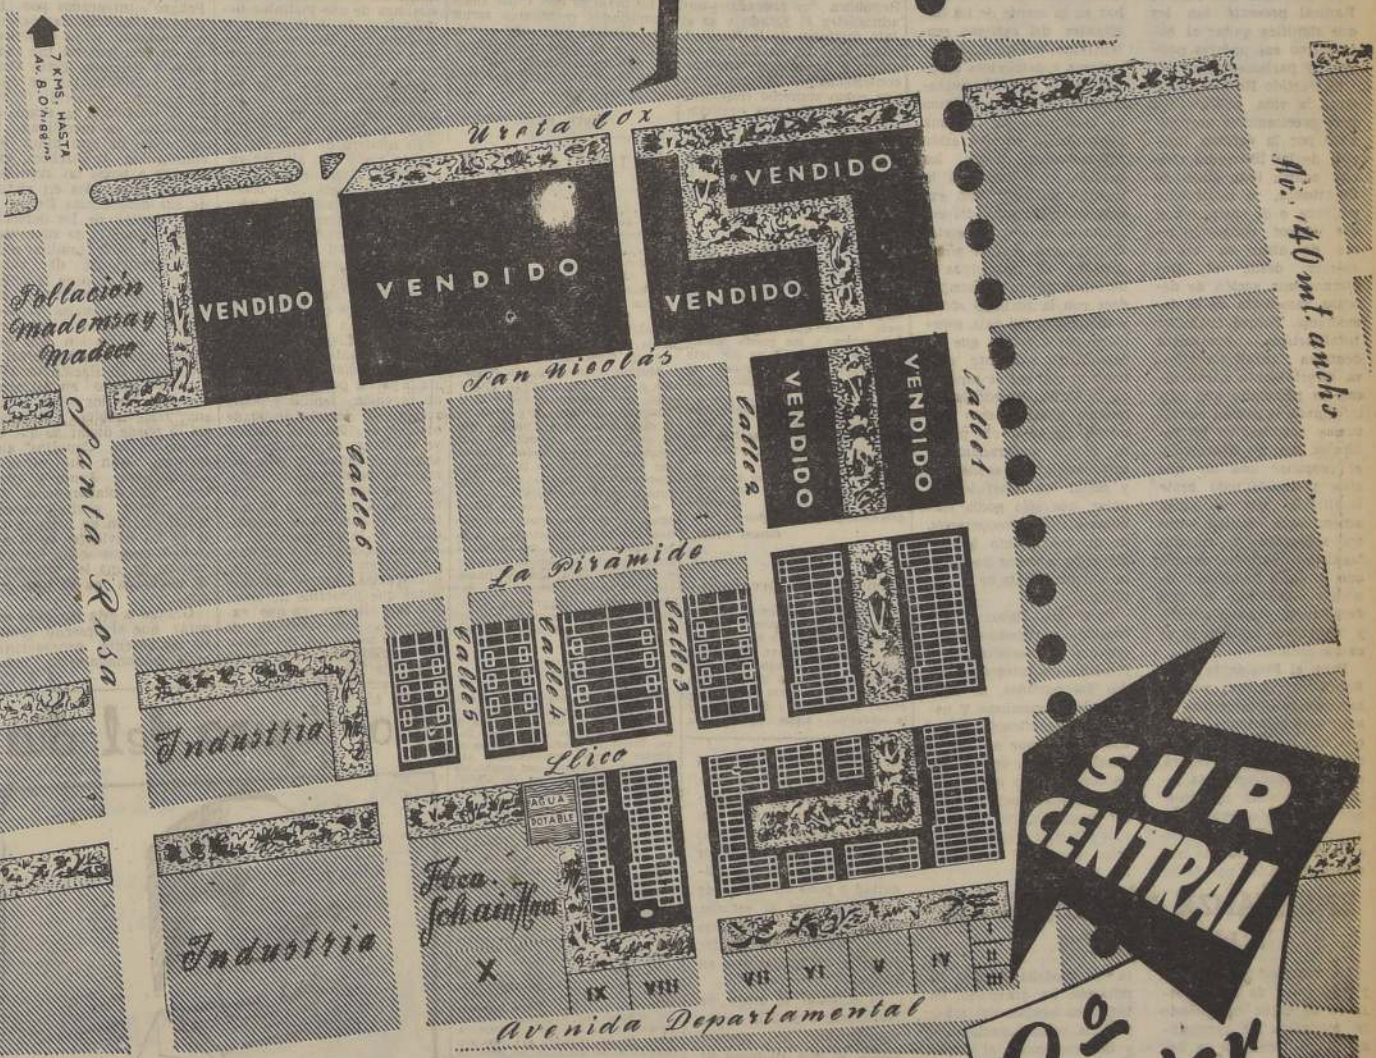 7 KMS. HASTA
Av. B. O'higgins
Ureta Cox
VENDIDO
VENDIDO
VENDIDO
VENDIDO
Población
Mademsa y
Madeco
San Nicolás
VENDIDO
VENDIDO
Calle 1
Calle 2
Av. 40 mt. ancho
Santa Rosa
Calle 6
La Pirámide
Calle 5
Calle 4
Calle 3
Industria
Llico
AGUA
POTABLE
SUR
CENTRAL
Industria
Fca.
X
IX
VIII
VII
VI
V
IV
I
II
III
Avenida Departamental